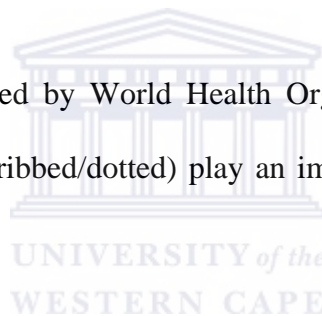 ed by World Health Org
ribbed/dotted) play an im
UNIVERSITY of the
WESTERN CAPE